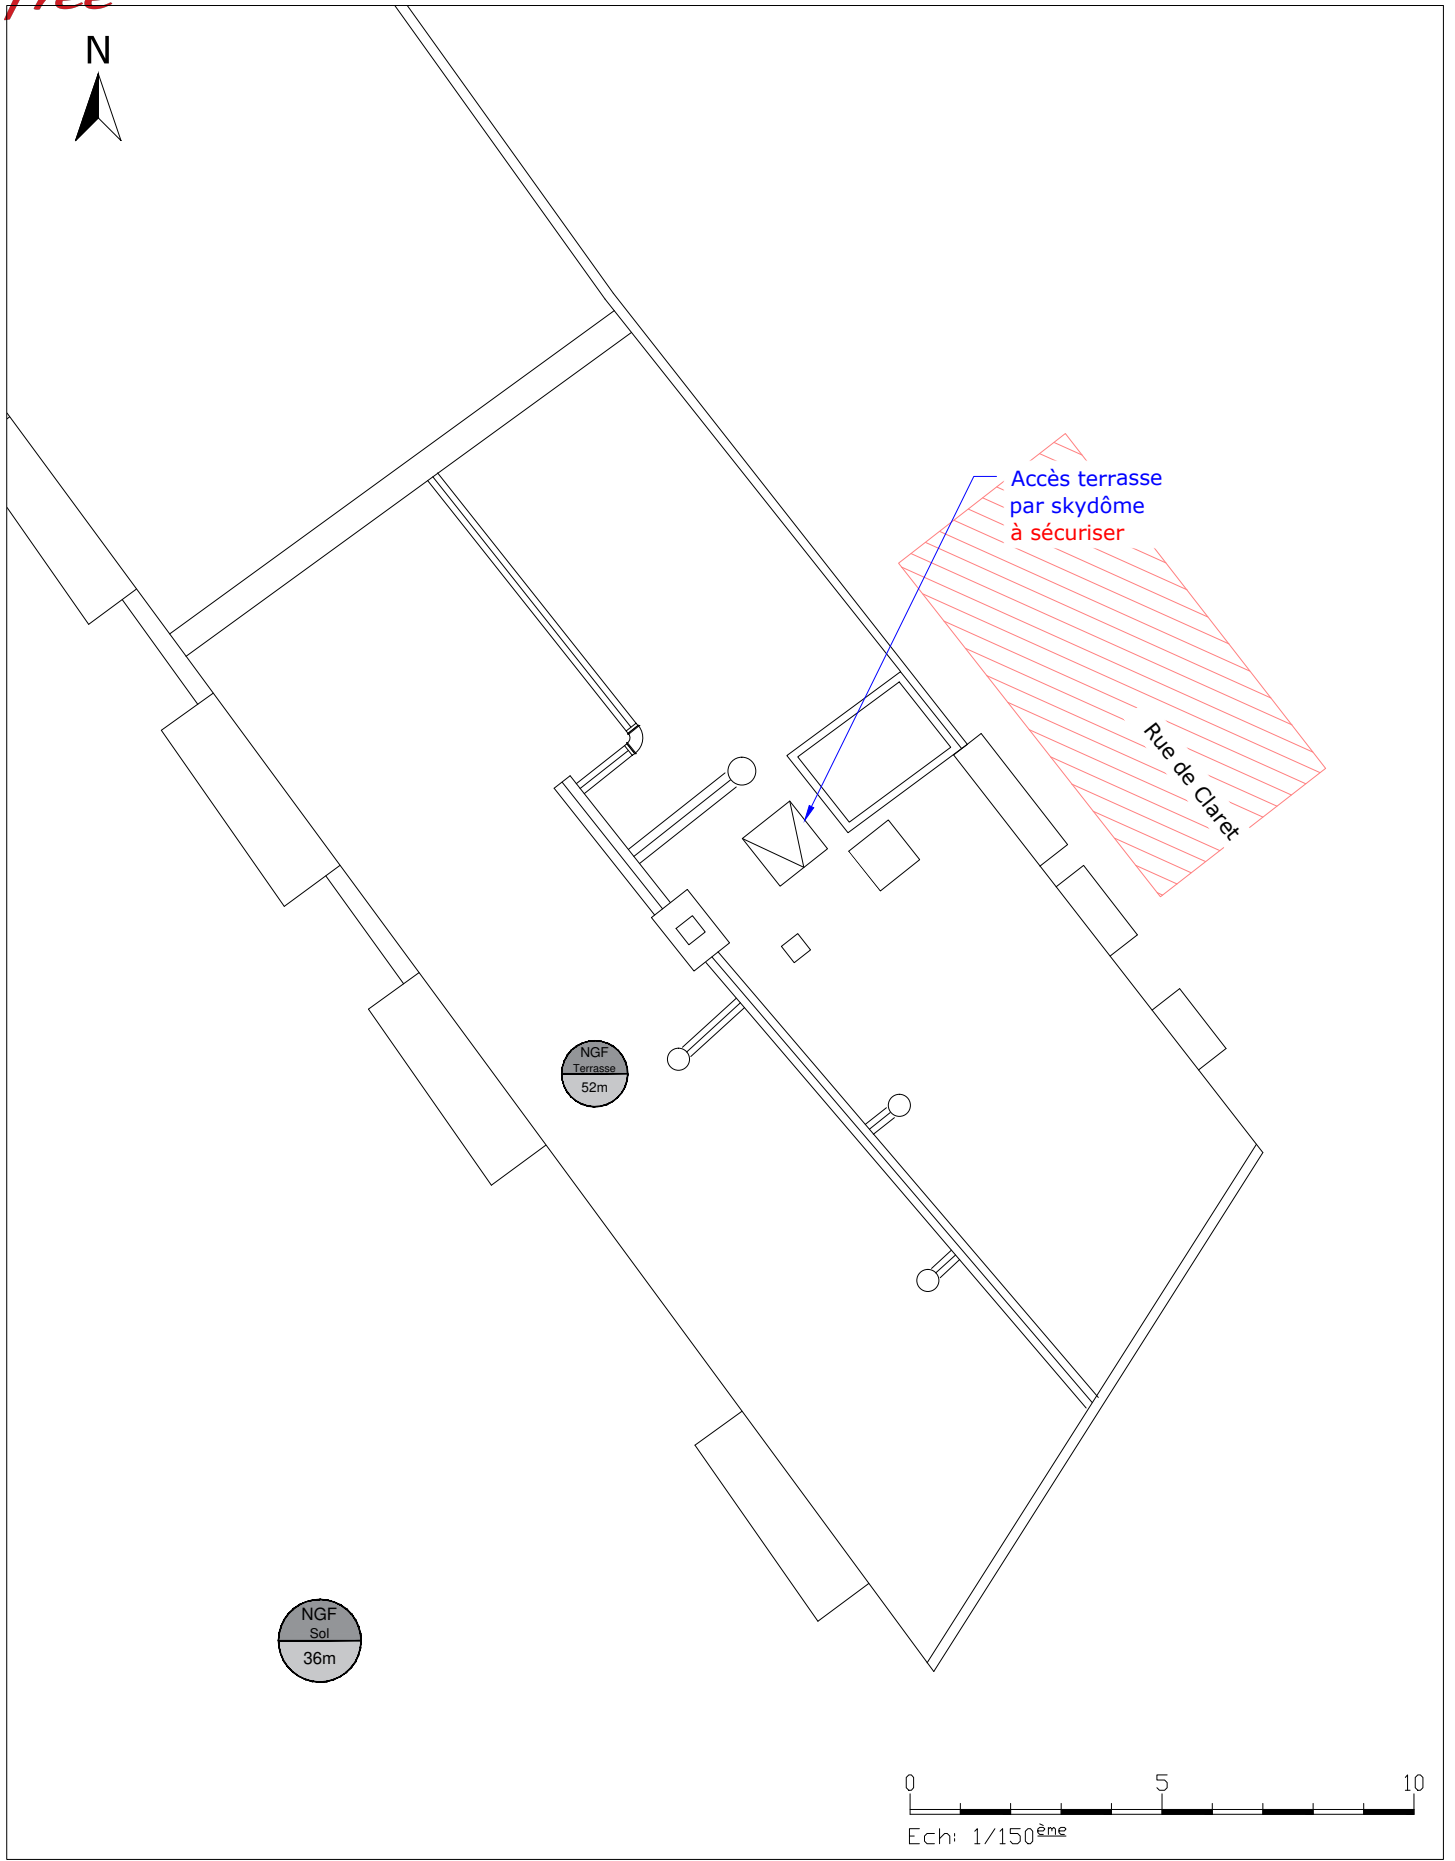 free
N
Accès terrasse
par skydôme
à sécuriser
Rue de Claret
NGF
Terrasse
52m
NGF
Sol
36m
0 5 10
Ech: 1/150ème